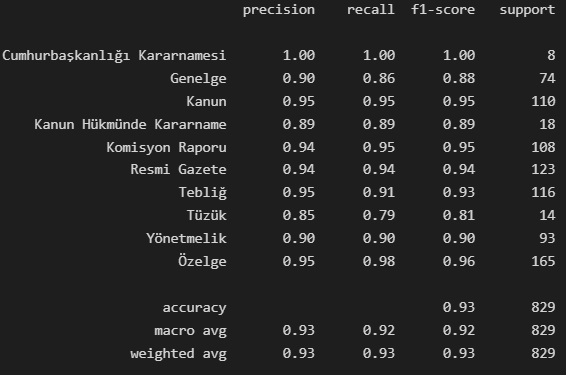 precision recall f1-score support
Cumhurbaşkanlığı Kararnamesi 1.00 1.00 1.00 8
Genelge 0.90 0.86 0.88 74
Kanun 0.95 0.95 0.95 110
Kanun Hükmünde Kararname 0.89 0.89 0.89 18
Komisyon Raporu 0.94 0.95 0.95 108
Resmi Gazete 0.94 0.94 0.94 123
Tebliğ 0.95 0.91 0.93 116
Tüzük 0.85 0.79 0.81 14
Yönetmelik 0.90 0.90 0.90 93
Özelge 0.95 0.98 0.96 165
accuracy 0.93 829
macro avg 0.93 0.92 0.92 829
weighted avg 0.93 0.93 0.93 829